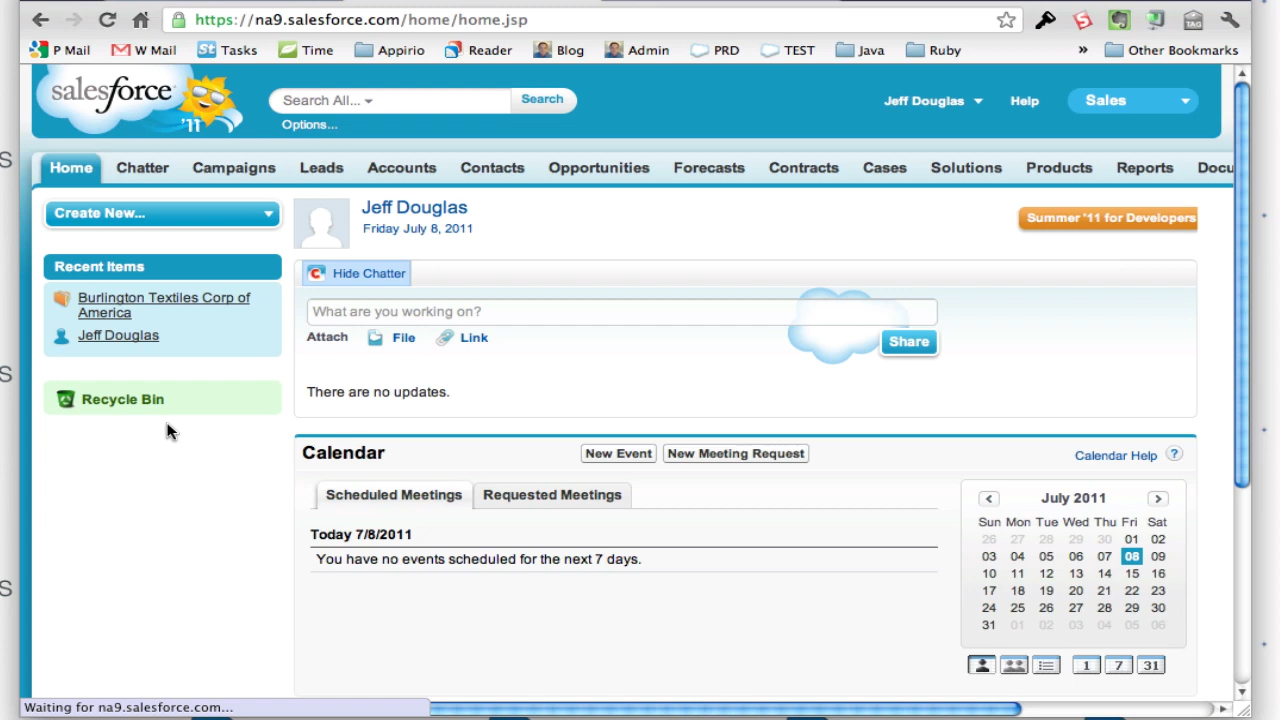 https://na9.salesforce.com/home/home.jsp
P Mail
W Mail
Tasks
Time
Appirio
Reader
Blog
Admin
PRD
TEST
Java
Ruby
»
Other Bookmarks
salesforce
'11
Search All...
Search
Options...
Jeff Douglas
Help
Sales
Home
Chatter
Campaigns
Leads
Accounts
Contacts
Opportunities
Forecasts
Contracts
Cases
Solutions
Products
Reports
Docu
Create New...
Recent Items
Burlington Textiles Corp of
America
Jeff Douglas
Recycle Bin
Jeff Douglas
Friday July 8, 2011
Summer '11 for Developers
Hide Chatter
What are you working on?
Attach
File
Link
Share
There are no updates.
Calendar
New Event
New Meeting Request
Calendar Help ?
Scheduled Meetings
Requested Meetings
Today 7/8/2011
You have no events scheduled for the next 7 days.
July 2011
Sun Mon Tue Wed Thu Fri Sat
26 27 28 29 30 01 02
03 04 05 06 07 08 09
10 11 12 13 14 15 16
17 18 19 20 21 22 23
24 25 26 27 28 29 30
31 01 02 03 04 05 06
1 7 31
Waiting for na9.salesforce.com...
S
S
S